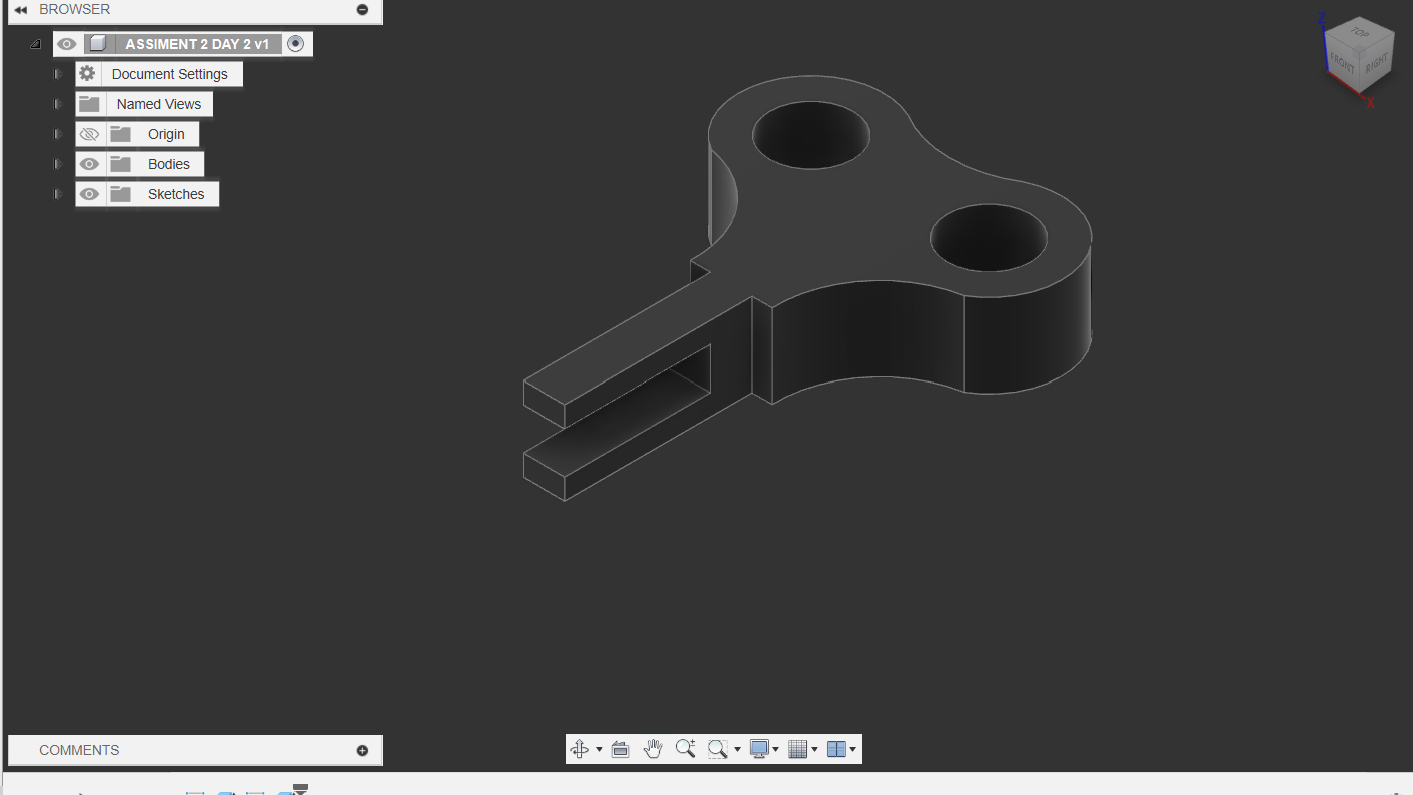 BROWSER
ASSIMENT 2 DAY 2 v1
Document Settings
Named Views
Origin
Bodies
Sketches
Z
TOP
FRONT
RIGHT
X
COMMENTS